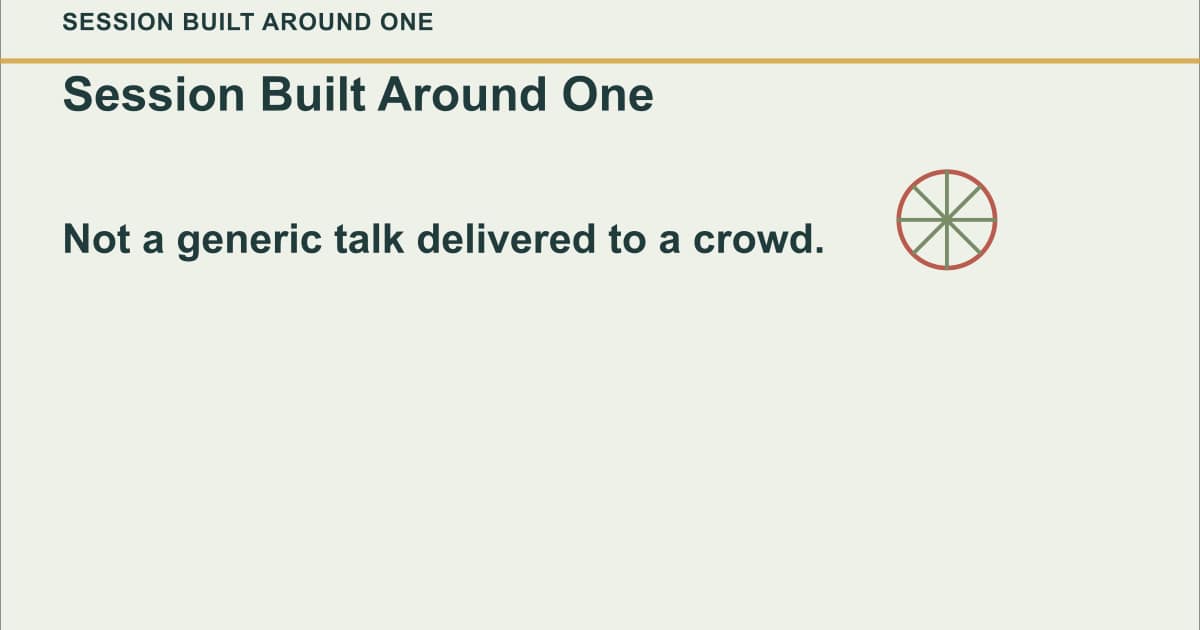 SESSION BUILT AROUND ONE
Session Built Around One
Not a generic talk delivered to a crowd.